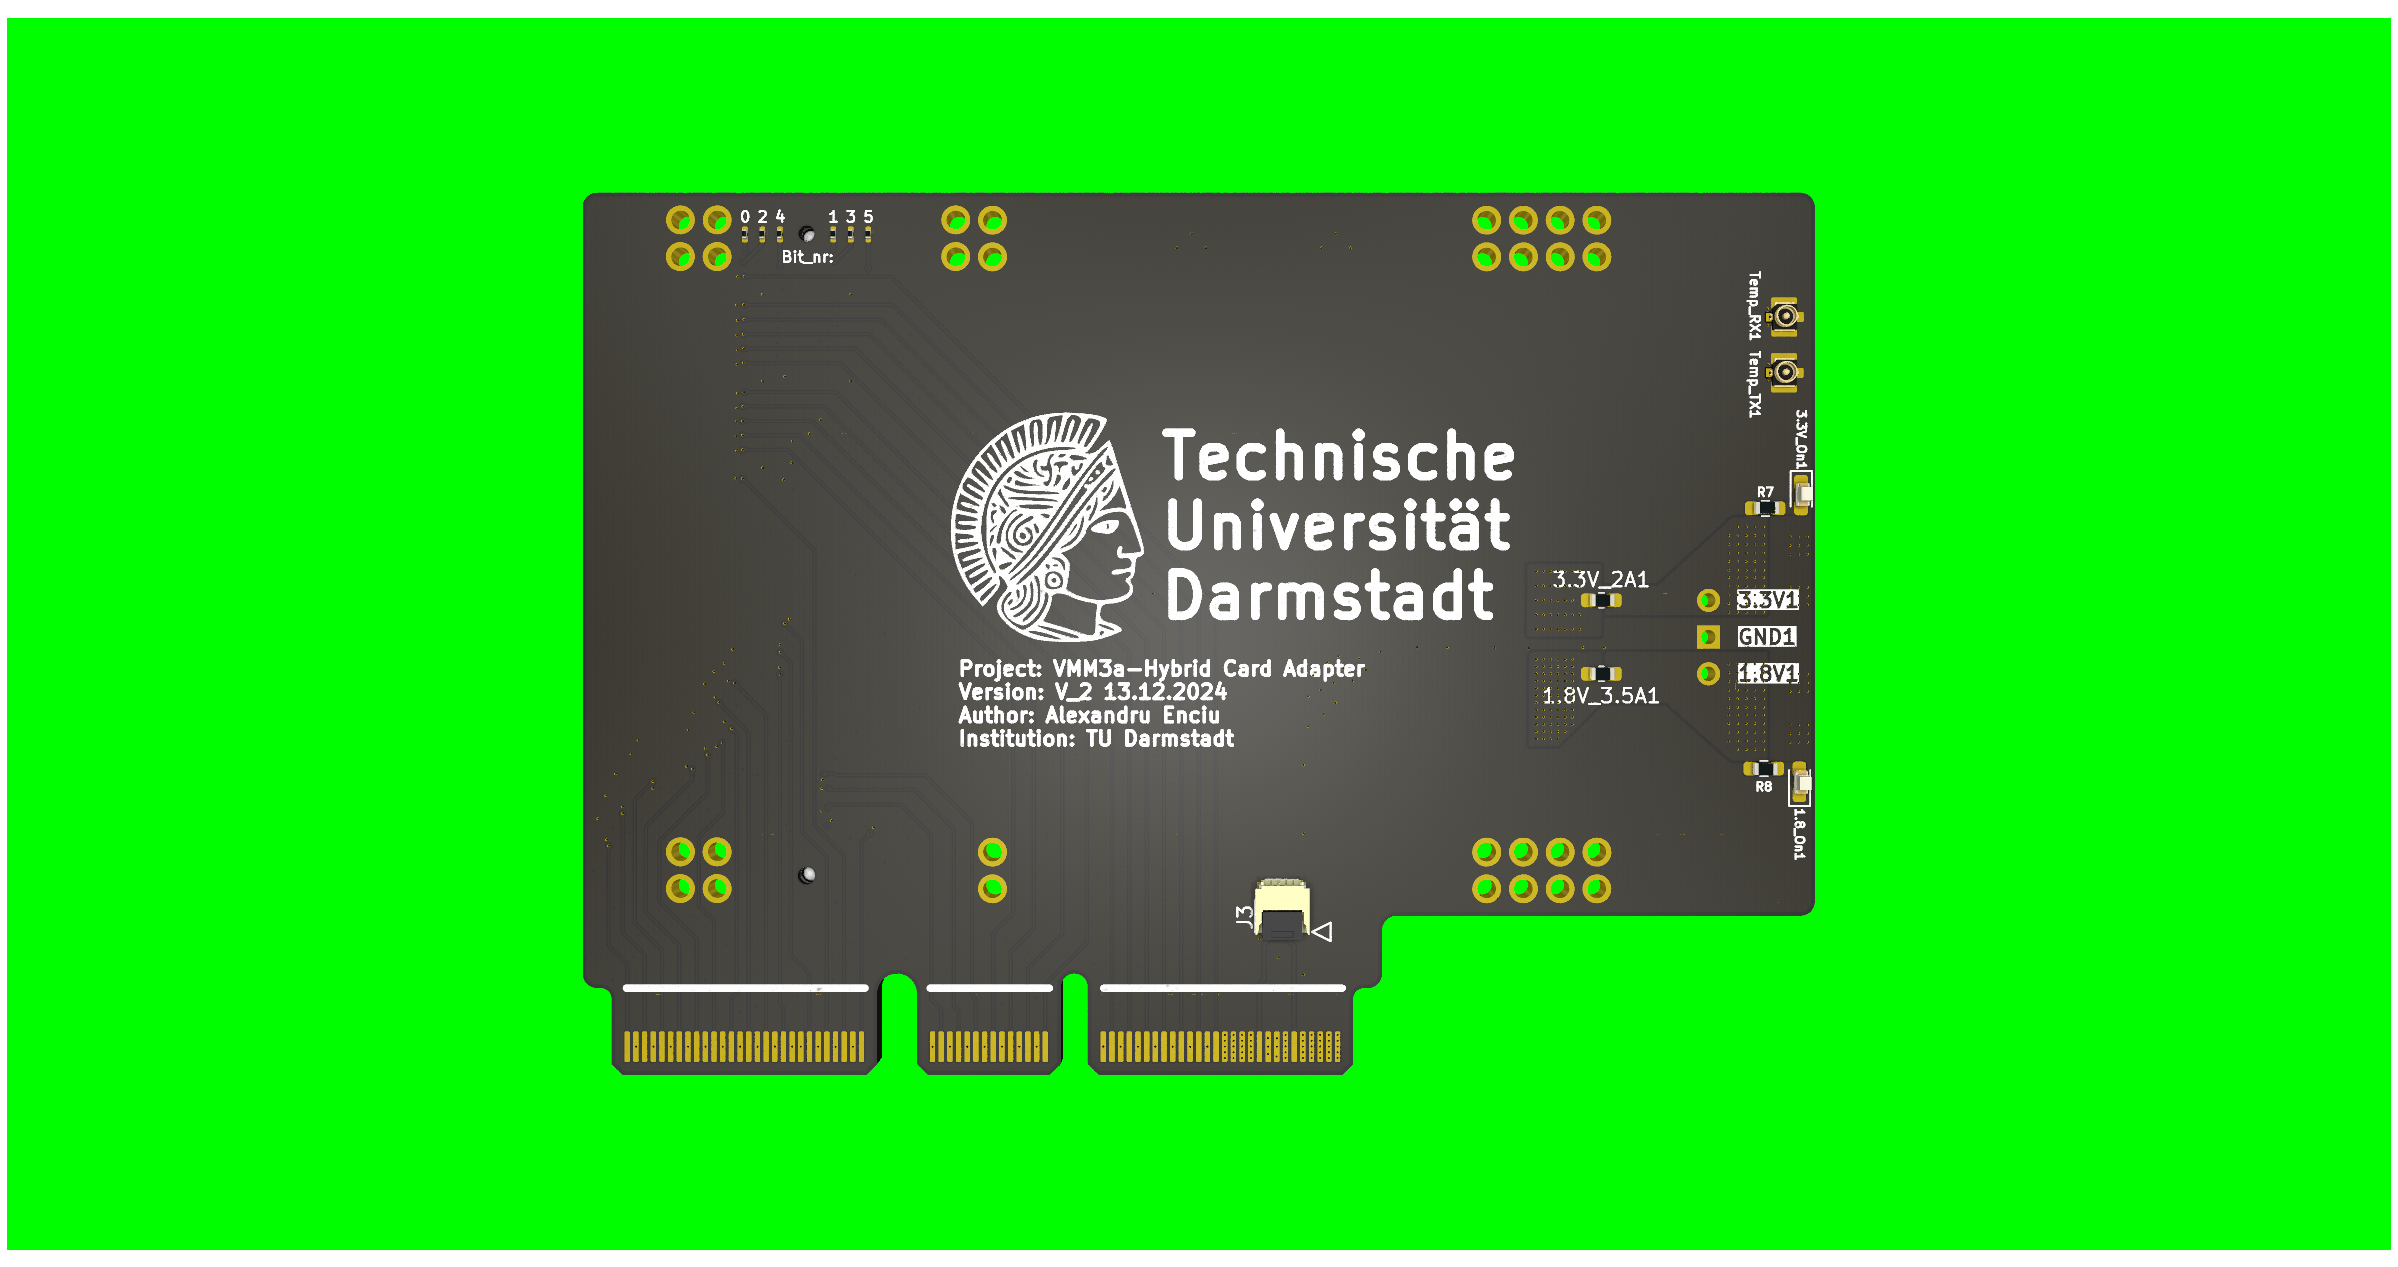 0 2 4 1 3 5
Bit_nr:
Temp_RX1
Temp_TX1
3.3V_On1
Technische
Universität
Darmstadt
R7
3.3V_2A1
3.3V1
GND1
1.8V1
1.8V_3.5A1
Project: VMM3a-Hybrid Card Adapter
Version: V_2 13.12.2024
Author: Alexandru Enciu
Institution: TU Darmstadt
R8
1.8_On1
J3